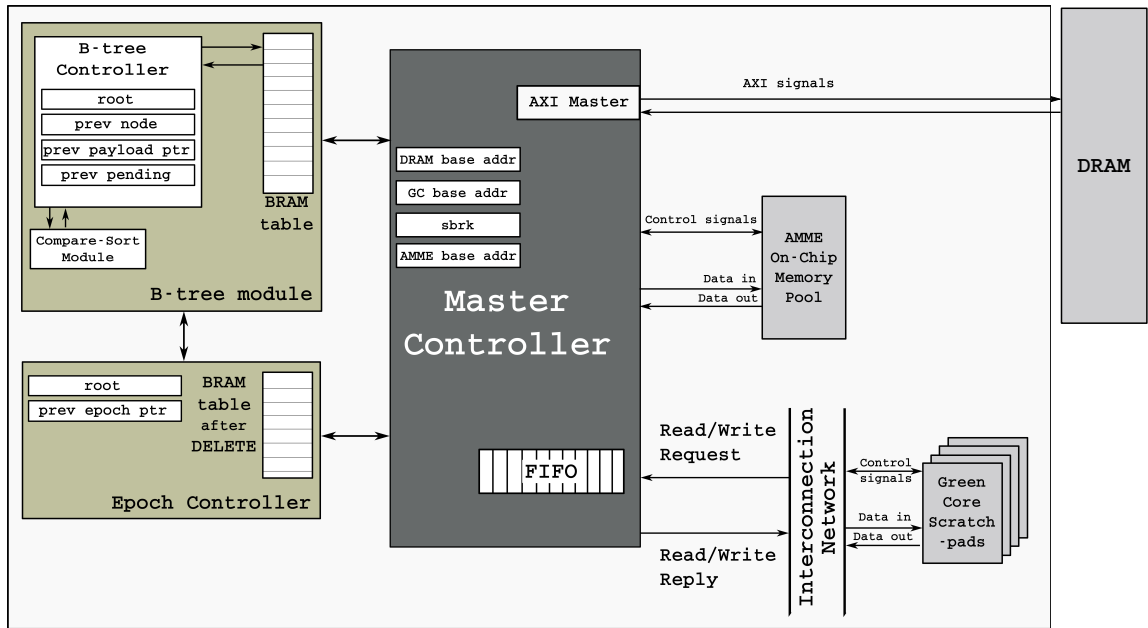 B-tree
Controller
root
prev node
prev payload ptr
prev pending
Compare-Sort
Module
BRAM
table
B-tree module
root
prev epoch ptr
BRAM
table
after
DELETE
Epoch Controller
AXI Master
DRAM base addr
GC base addr
sbrk
AMME base addr
Master
Controller
FIFO
AXI signals
DRAM
Control signals
Data in
Data out
AMME
On-Chip
Memory
Pool
Read/Write
Request
Read/Write
Reply
Interconnection
Network
Control
signals
Data in
Data out
Green
Core
Scratch
-pads